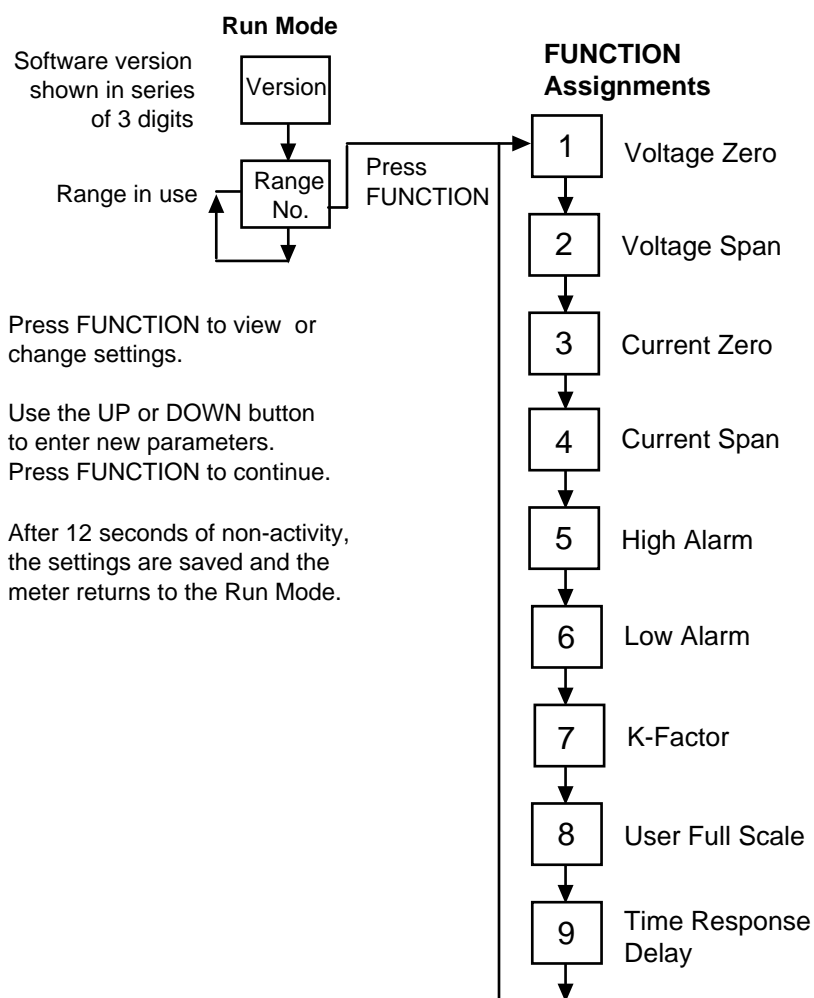 Run Mode
Software version
shown in series
of 3 digits
Version
Range in use
Range
No.
Press
FUNCTION
Press FUNCTION to view or
change settings.
Use the UP or DOWN button
to enter new parameters.
Press FUNCTION to continue.
After 12 seconds of non-activity,
the settings are saved and the
meter returns to the Run Mode.
FUNCTION
Assignments
1 Voltage Zero
2 Voltage Span
3 Current Zero
4 Current Span
5 High Alarm
6 Low Alarm
7 K-Factor
8 User Full Scale
9 Time Response
Delay